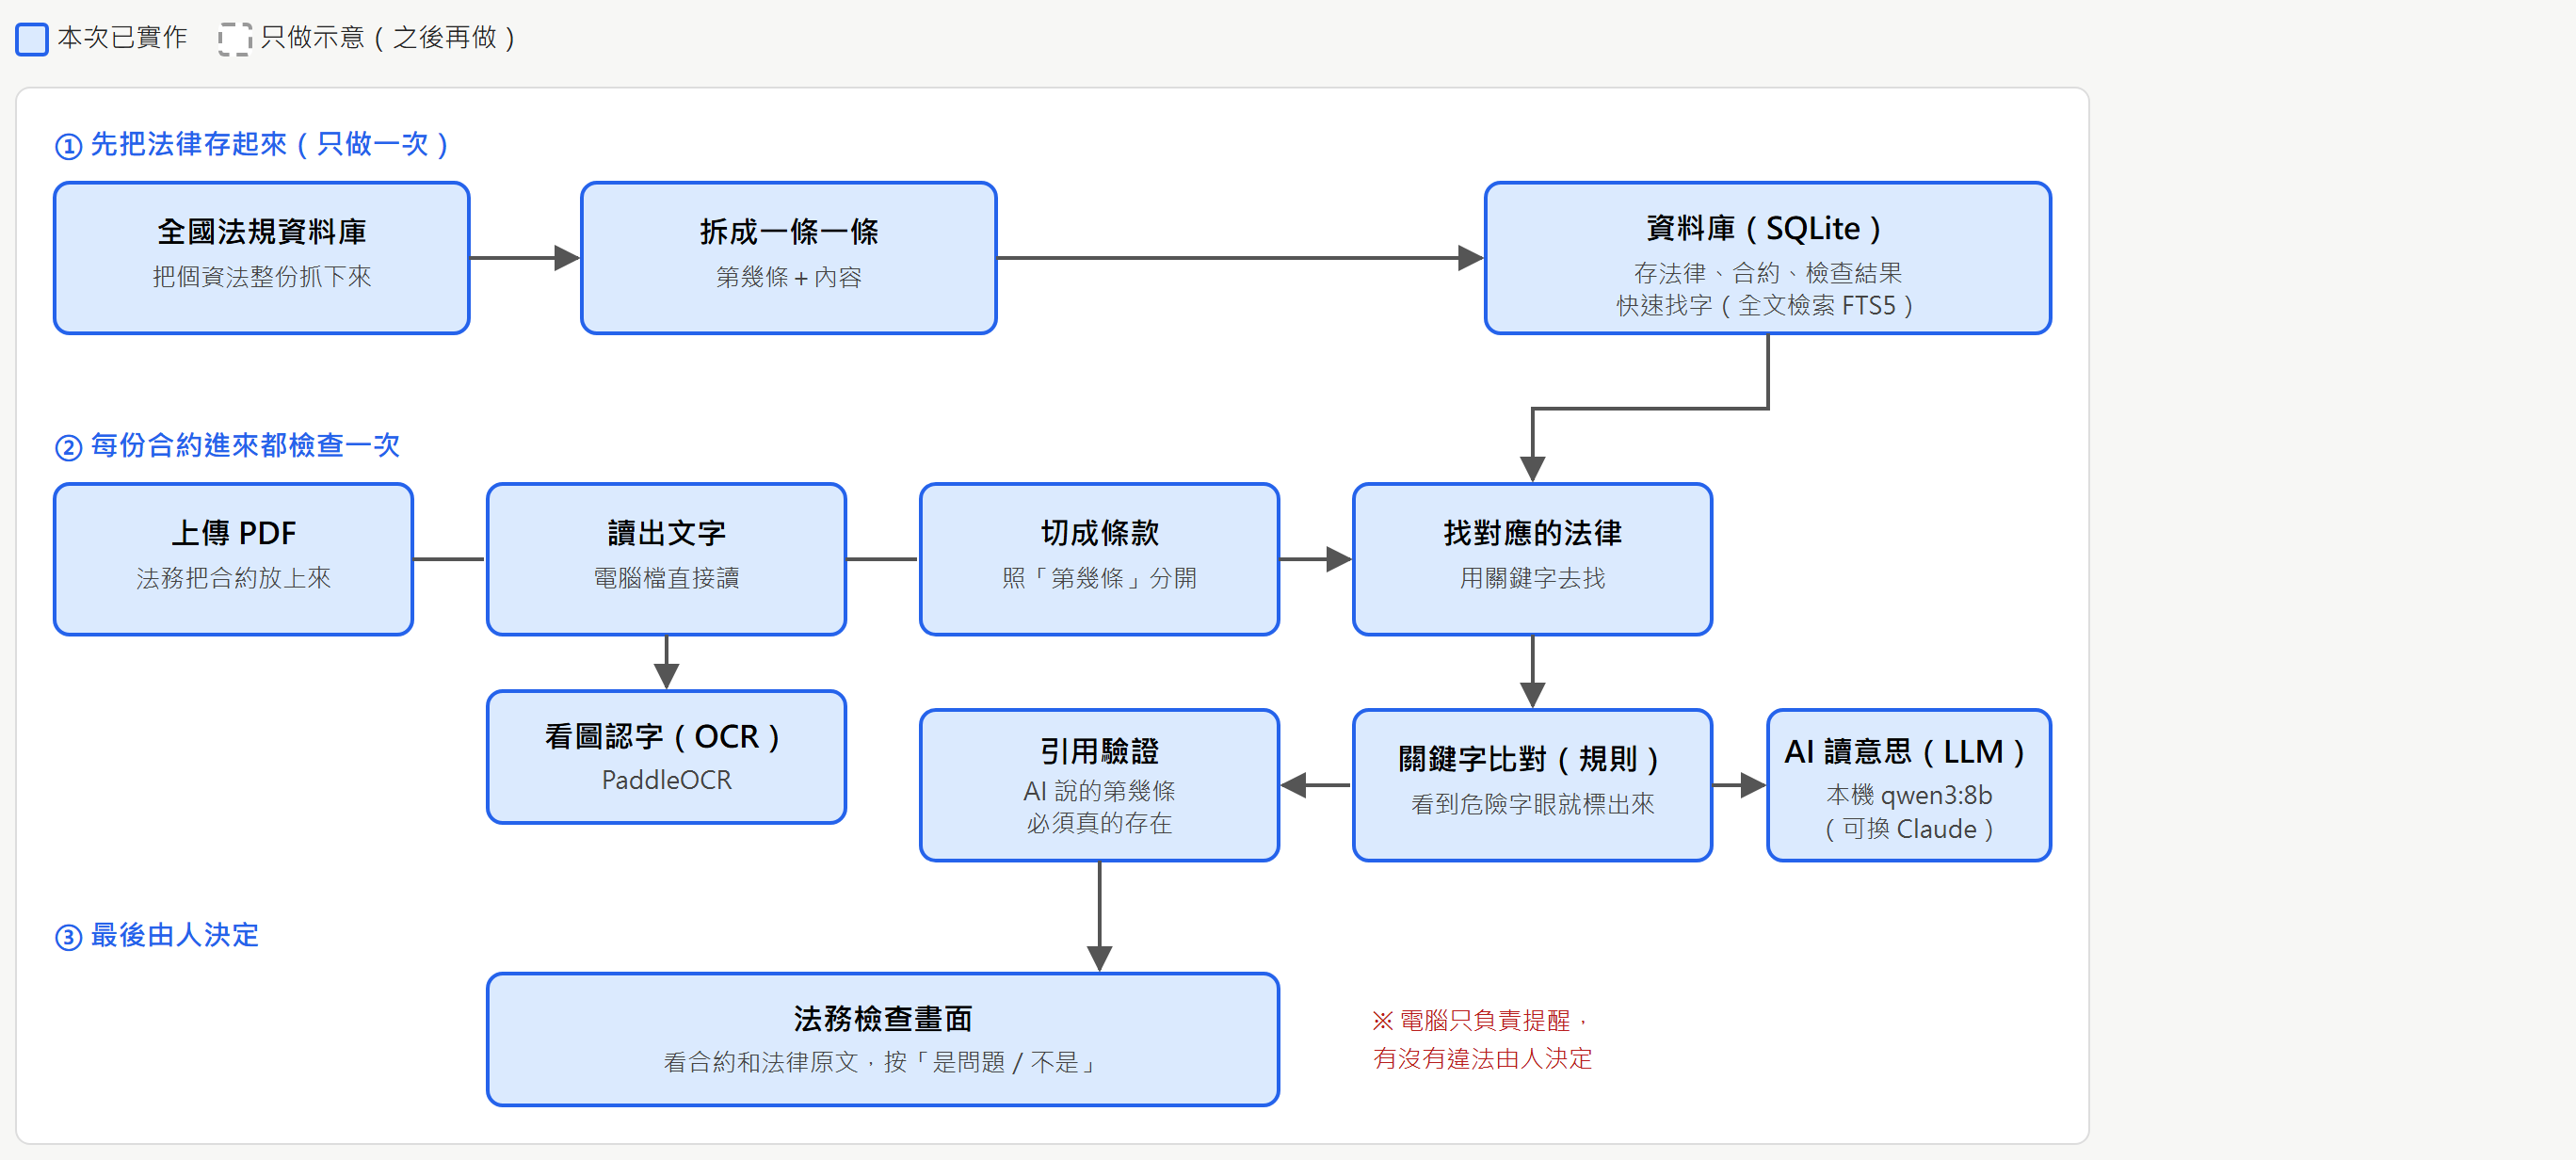 本次已實作
只做示意（之後再做）
① 先把法律存起來（只做一次）
全國法規資料庫
把個資法整份抓下來
拆成一條一條
第幾條＋內容
資料庫（SQLite）
存法律、合約、檢查結果
快速找字（全文檢索 FTS5）
② 每份合約進來都檢查一次
上傳 PDF
法務把合約放上來
讀出文字
電腦檔直接讀
切成條款
照「第幾條」分開
找對應的法律
用關鍵字去找
看圖認字（OCR）
PaddleOCR
引用驗證
AI 說的第幾條
必須真的存在
關鍵字比對（規則）
看到危險字眼就標出來
AI 讀意思（LLM）
本機 qwen3:8b
（可換 Claude）
③ 最後由人決定
法務檢查畫面
看合約和法律原文，按「是問題 / 不是」
※ 電腦只負責提醒，
有沒有違法由人決定